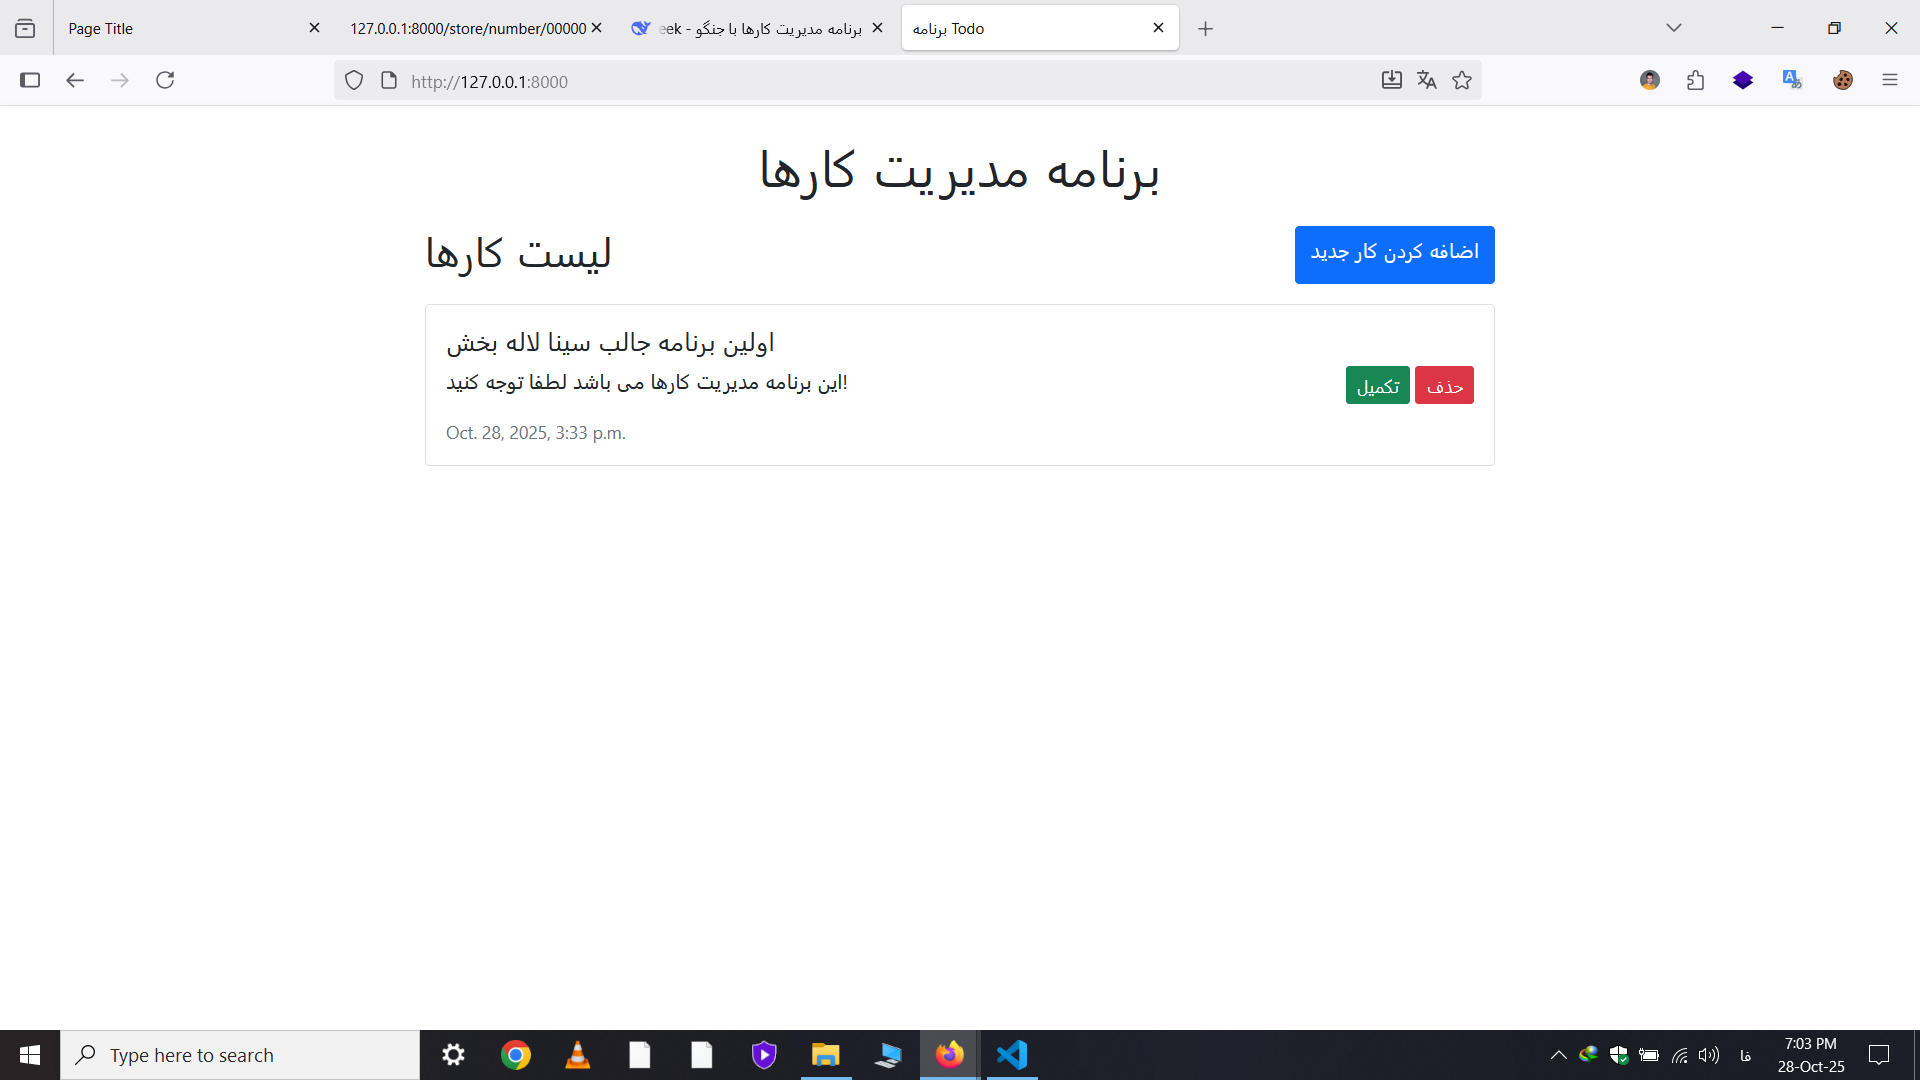 Page Title
127.0.0.1:8000/store/number/00000
برنامه مدیریت کارها با جنگو - eek
برنامه Todo
http://127.0.0.1:8000
برنامه مدیریت کارها
لیست کارها
اضافه کردن کار جدید
اولین برنامه جالب سینا لاله بخش
این برنامه مدیریت کارها می باشد لطفا توجه کنید!
تکمیل
حذف
Oct. 28, 2025, 3:33 p.m.
Type here to search
فا
7:03 PM
28-Oct-25